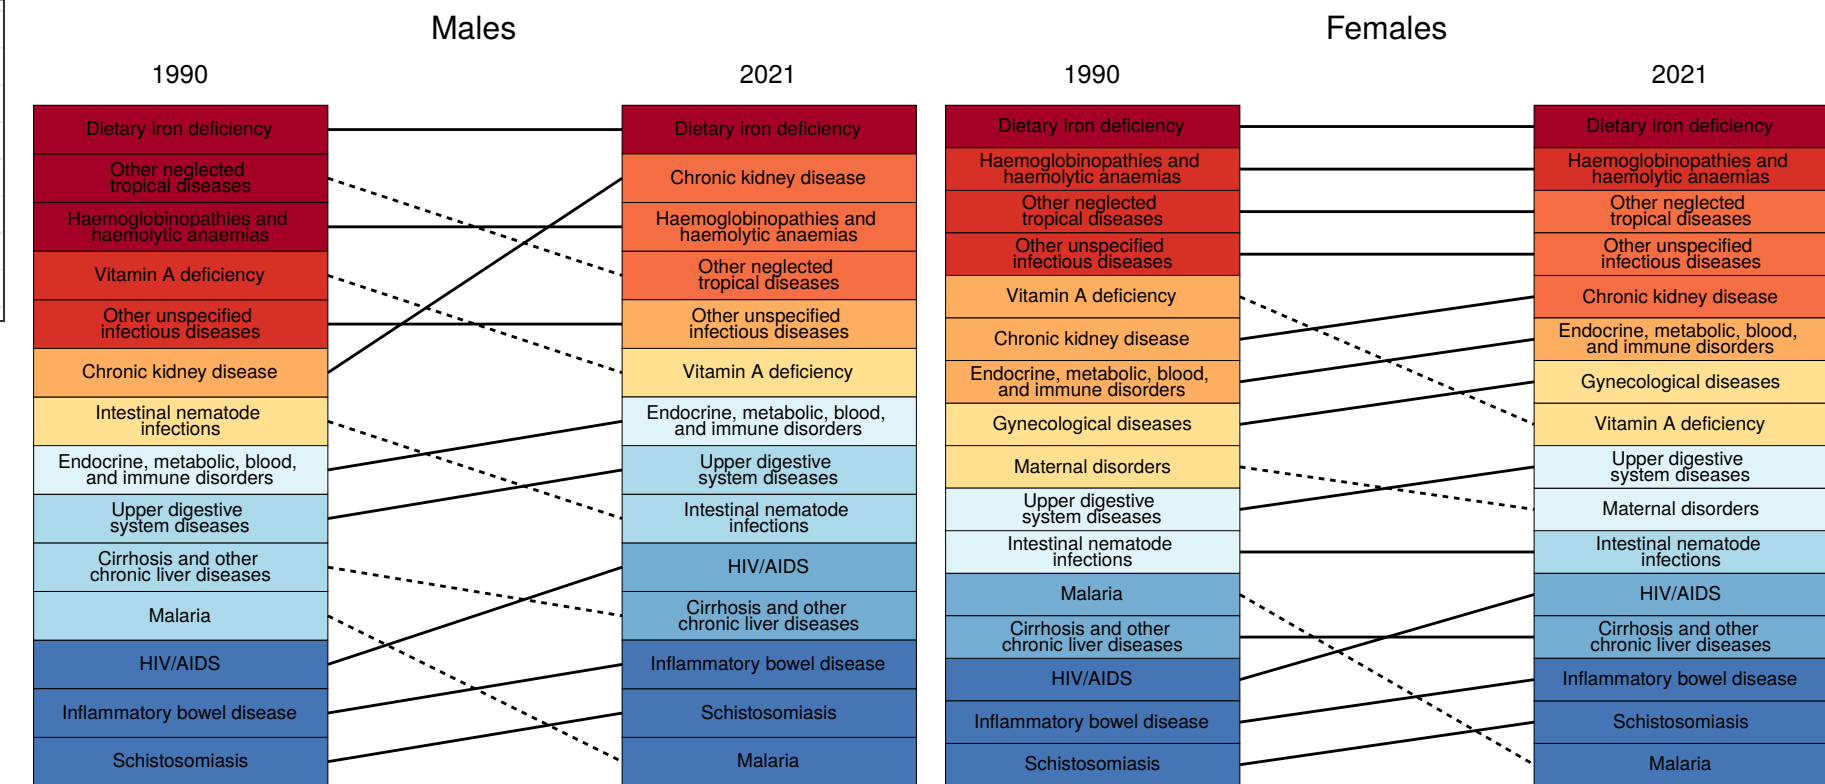 Males
1990
2021
Dietary iron deficiency
Other neglected
tropical diseases
Haemoglobinopathies and
haemolytic anaemias
Vitamin A deficiency
Other unspecified
infectious diseases
Chronic kidney disease
Intestinal nematode
infections
Endocrine, metabolic, blood,
and immune disorders
Upper digestive
system diseases
Cirrhosis and other
chronic liver diseases
Malaria
HIV/AIDS
Inflammatory bowel disease
Schistosomiasis
Dietary iron deficiency
Chronic kidney disease
Haemoglobinopathies and
haemolytic anaemias
Other neglected
tropical diseases
Other unspecified
infectious diseases
Vitamin A deficiency
Endocrine, metabolic, blood,
and immune disorders
Upper digestive
system diseases
Intestinal nematode
infections
HIV/AIDS
Cirrhosis and other
chronic liver diseases
Inflammatory bowel disease
Schistosomiasis
Malaria
Females
1990
2021
Dietary iron deficiency
Haemoglobinopathies and
haemolytic anaemias
Other neglected
tropical diseases
Other unspecified
infectious diseases
Vitamin A deficiency
Chronic kidney disease
Endocrine, metabolic, blood,
and immune disorders
Gynecological diseases
Maternal disorders
Upper digestive
system diseases
Intestinal nematode
infections
Malaria
Cirrhosis and other
chronic liver diseases
HIV/AIDS
Inflammatory bowel disease
Schistosomiasis
Dietary iron deficiency
Haemoglobinopathies and
haemolytic anaemias
Other neglected
tropical diseases
Other unspecified
infectious diseases
Chronic kidney disease
Endocrine, metabolic, blood,
and immune disorders
Gynecological diseases
Vitamin A deficiency
Upper digestive
system diseases
Maternal disorders
Intestinal nematode
infections
HIV/AIDS
Cirrhosis and other
chronic liver diseases
Inflammatory bowel disease
Schistosomiasis
Malaria